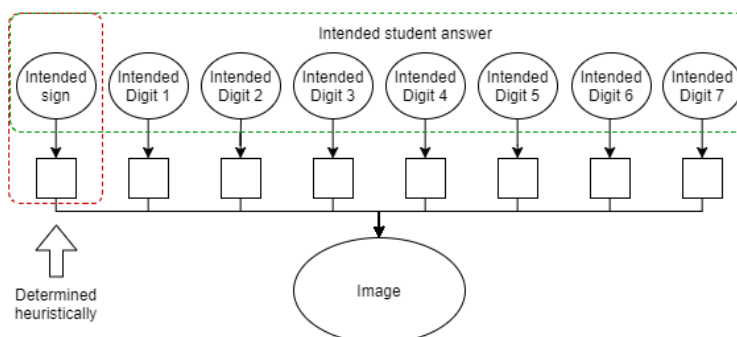 Intended student answer
Intended
sign
Intended
Digit 1
Intended
Digit 2
Intended
Digit 3
Intended
Digit 4
Intended
Digit 5
Intended
Digit 6
Intended
Digit 7
Determined
heuristically
Image